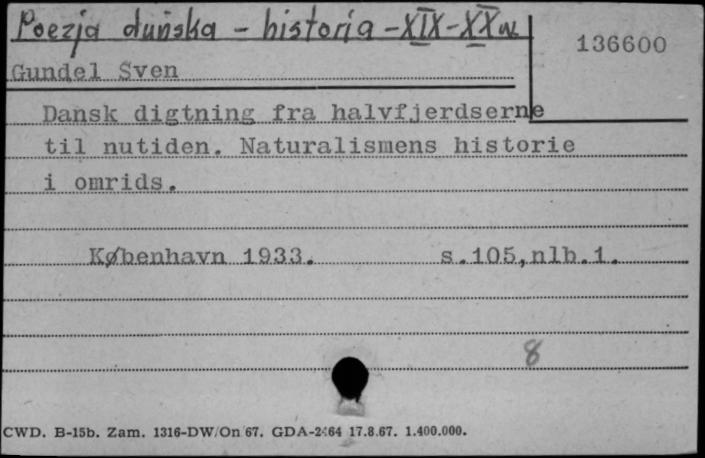 Poezja duńska - historia - XIX-XX w.
136600
Gundel Sven
Dansk digtning fra halvfjerdserne
til nutiden. Naturalismens historie
i omrids.
København 1933. s.105,nlb.1.
8
CWD. B-15b. Zam. 1316-DW/On 67. GDA-2464 17.8.67. 1.400.000.